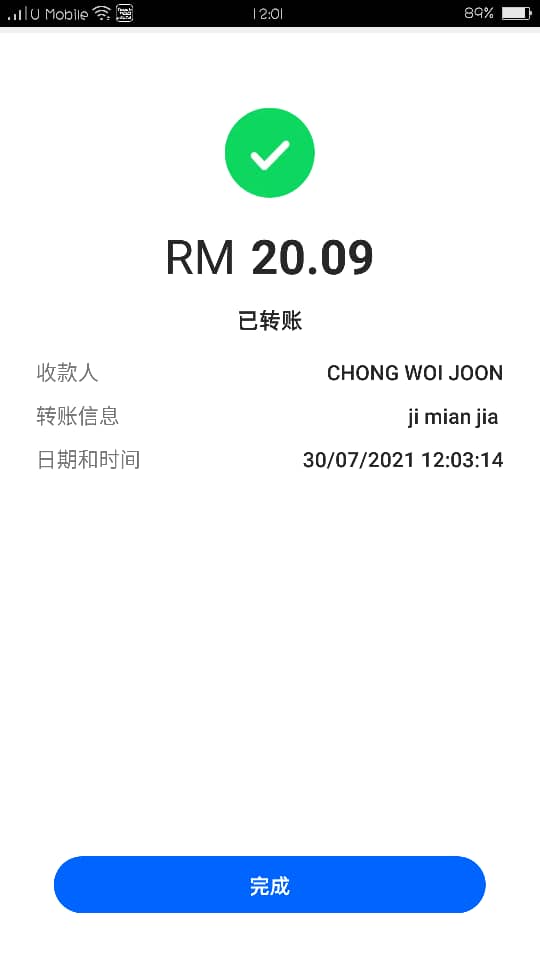 U Mobile 12:01 89%
RM 20.09
已转账
收款人 CHONG WOI JOON
转账信息 ji mian jia
日期和时间 30/07/2021 12:03:14
完成